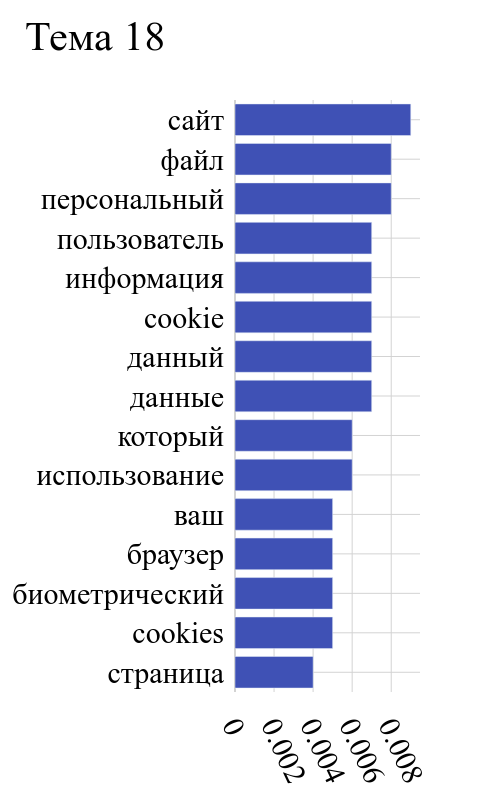 Тема 18
сайт
файл
персональный
пользователь
информация
cookie
данный
данные
который
использование
ваш
браузер
биометрический
cookies
страница
0
0.002
0.004
0.006
0.008